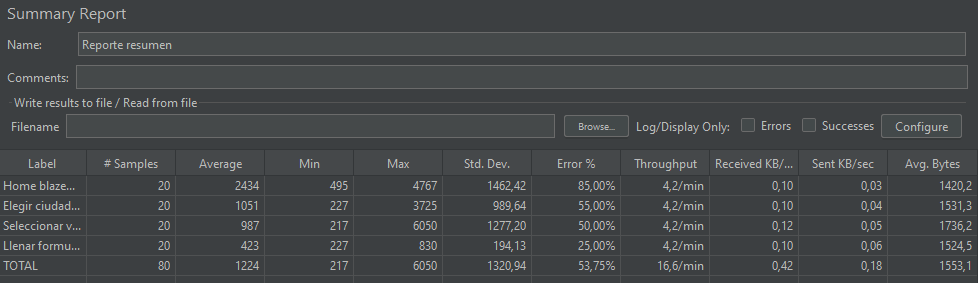 Summary Report
Name: Reporte resumen
Comments:
Write results to file / Read from file
Filename Browse... Log/Display Only: Errors Successes Configure
Label # Samples Average Min Max Std. Dev. Error % Throughput Received KB/... Sent KB/sec Avg. Bytes
Home blaze... 20 2434 495 4767 1462,42 85,00% 4,2/min 0,10 0,03 1420,2
Elegir ciudad... 20 1051 227 3725 989,64 55,00% 4,2/min 0,10 0,04 1531,3
Seleccionar v... 20 987 217 6050 1277,20 50,00% 4,2/min 0,12 0,05 1736,2
Llenar formu... 20 423 227 830 194,13 25,00% 4,2/min 0,10 0,06 1524,5
TOTAL 80 1224 217 6050 1320,94 53,75% 16,6/min 0,42 0,18 1553,1